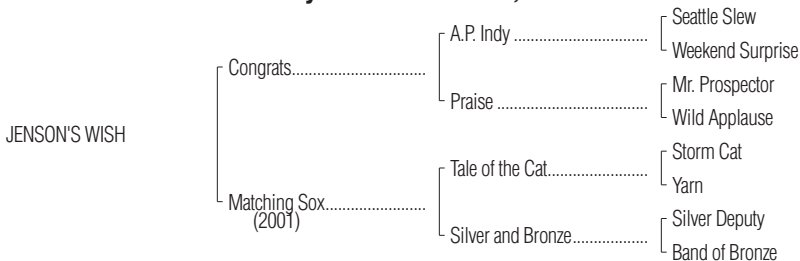 Seattle Slew
A.P. Indy
Weekend Surprise
Congrats
Mr. Prospector
Praise
Wild Applause
JENSON'S WISH
Storm Cat
Tale of the Cat
Yarn
Matching Sox
(2001)
Silver Deputy
Silver and Bronze
Band of Bronze